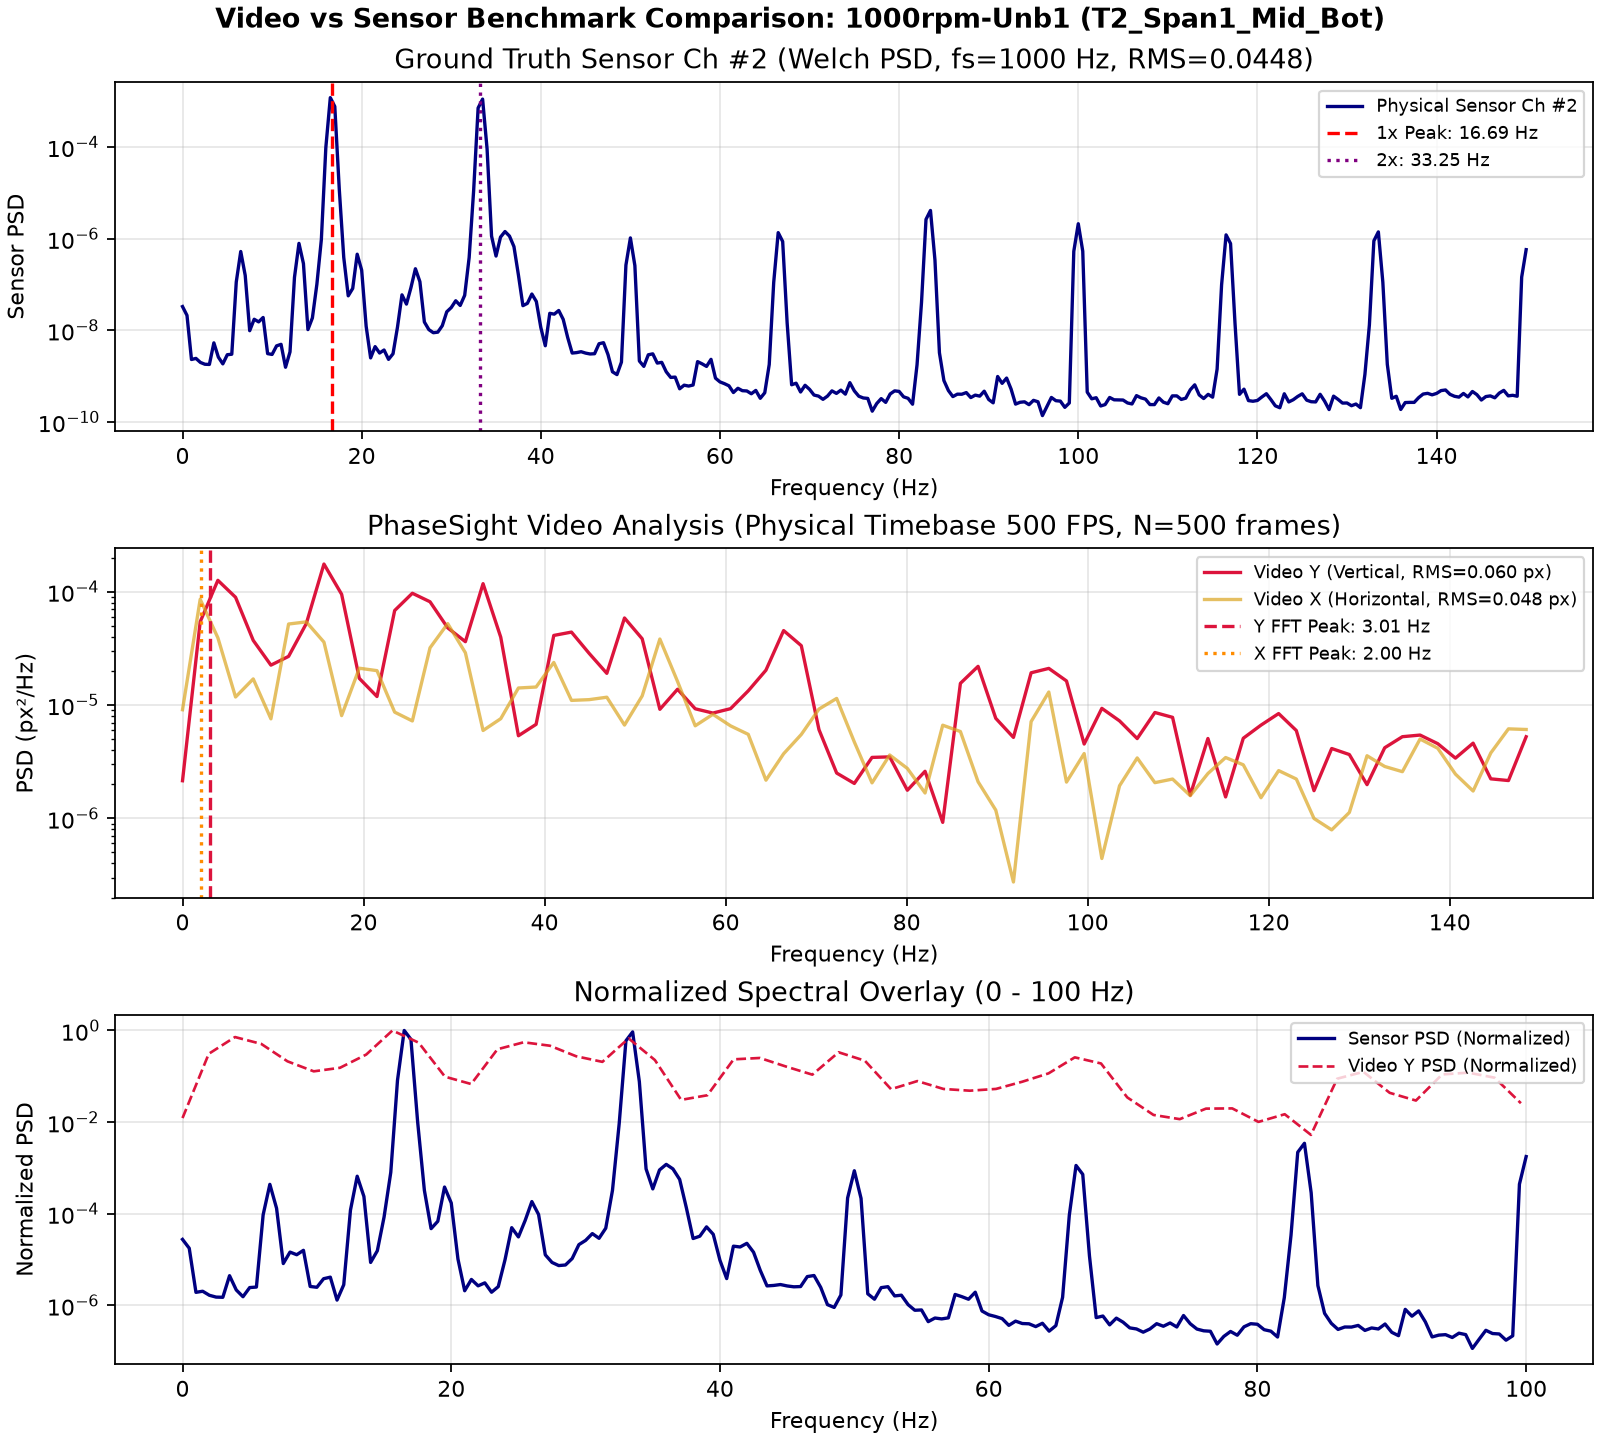 Video vs Sensor Benchmark Comparison: 1000rpm-Unb1 (T2_Span1_Mid_Bot)
Ground Truth Sensor Ch #2 (Welch PSD, fs=1000 Hz, RMS=0.0448)
Sensor PSD
10⁻⁴
10⁻⁶
10⁻⁸
10⁻¹⁰
Physical Sensor Ch #2
1x Peak: 16.69 Hz
2x: 33.25 Hz
0 20 40 60 80 100 120 140
Frequency (Hz)
PhaseSight Video Analysis (Physical Timebase 500 FPS, N=500 frames)
PSD (px²/Hz)
10⁻⁴
10⁻⁵
10⁻⁶
Video Y (Vertical, RMS=0.060 px)
Video X (Horizontal, RMS=0.048 px)
Y FFT Peak: 3.01 Hz
X FFT Peak: 2.00 Hz
0 20 40 60 80 100 120 140
Frequency (Hz)
Normalized Spectral Overlay (0 - 100 Hz)
Normalized PSD
10⁰
10⁻²
10⁻⁴
10⁻⁶
Sensor PSD (Normalized)
Video Y PSD (Normalized)
0 20 40 60 80 100
Frequency (Hz)